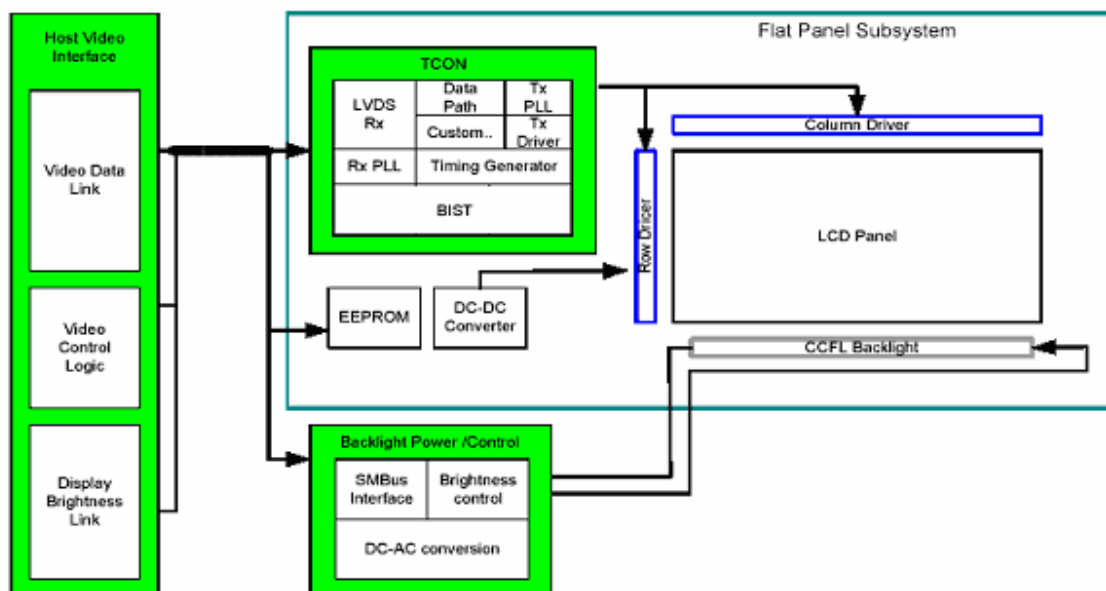 Host Video
Interface
Video Data
Link
Video
Control
Logic
Display
Brightness
Link
Flat Panel Subsystem
TCON
LVDS
Rx
Data
Path
Tx
PLL
Custom..
Tx
Driver
Rx PLL
Timing Generator
BIST
Column Driver
Row Dricer
LCD Panel
EEPROM
DC-DC
Converter
CCFL Backlight
Backlight Power /Control
SMBus
Interface
Brightness
control
DC-AC conversion